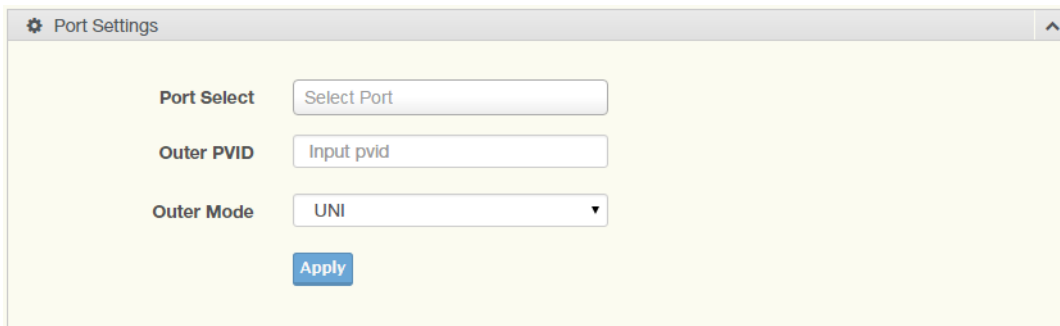 Port Settings
Port Select Select Port
Outer PVID Input pvid
Outer Mode UNI
Apply